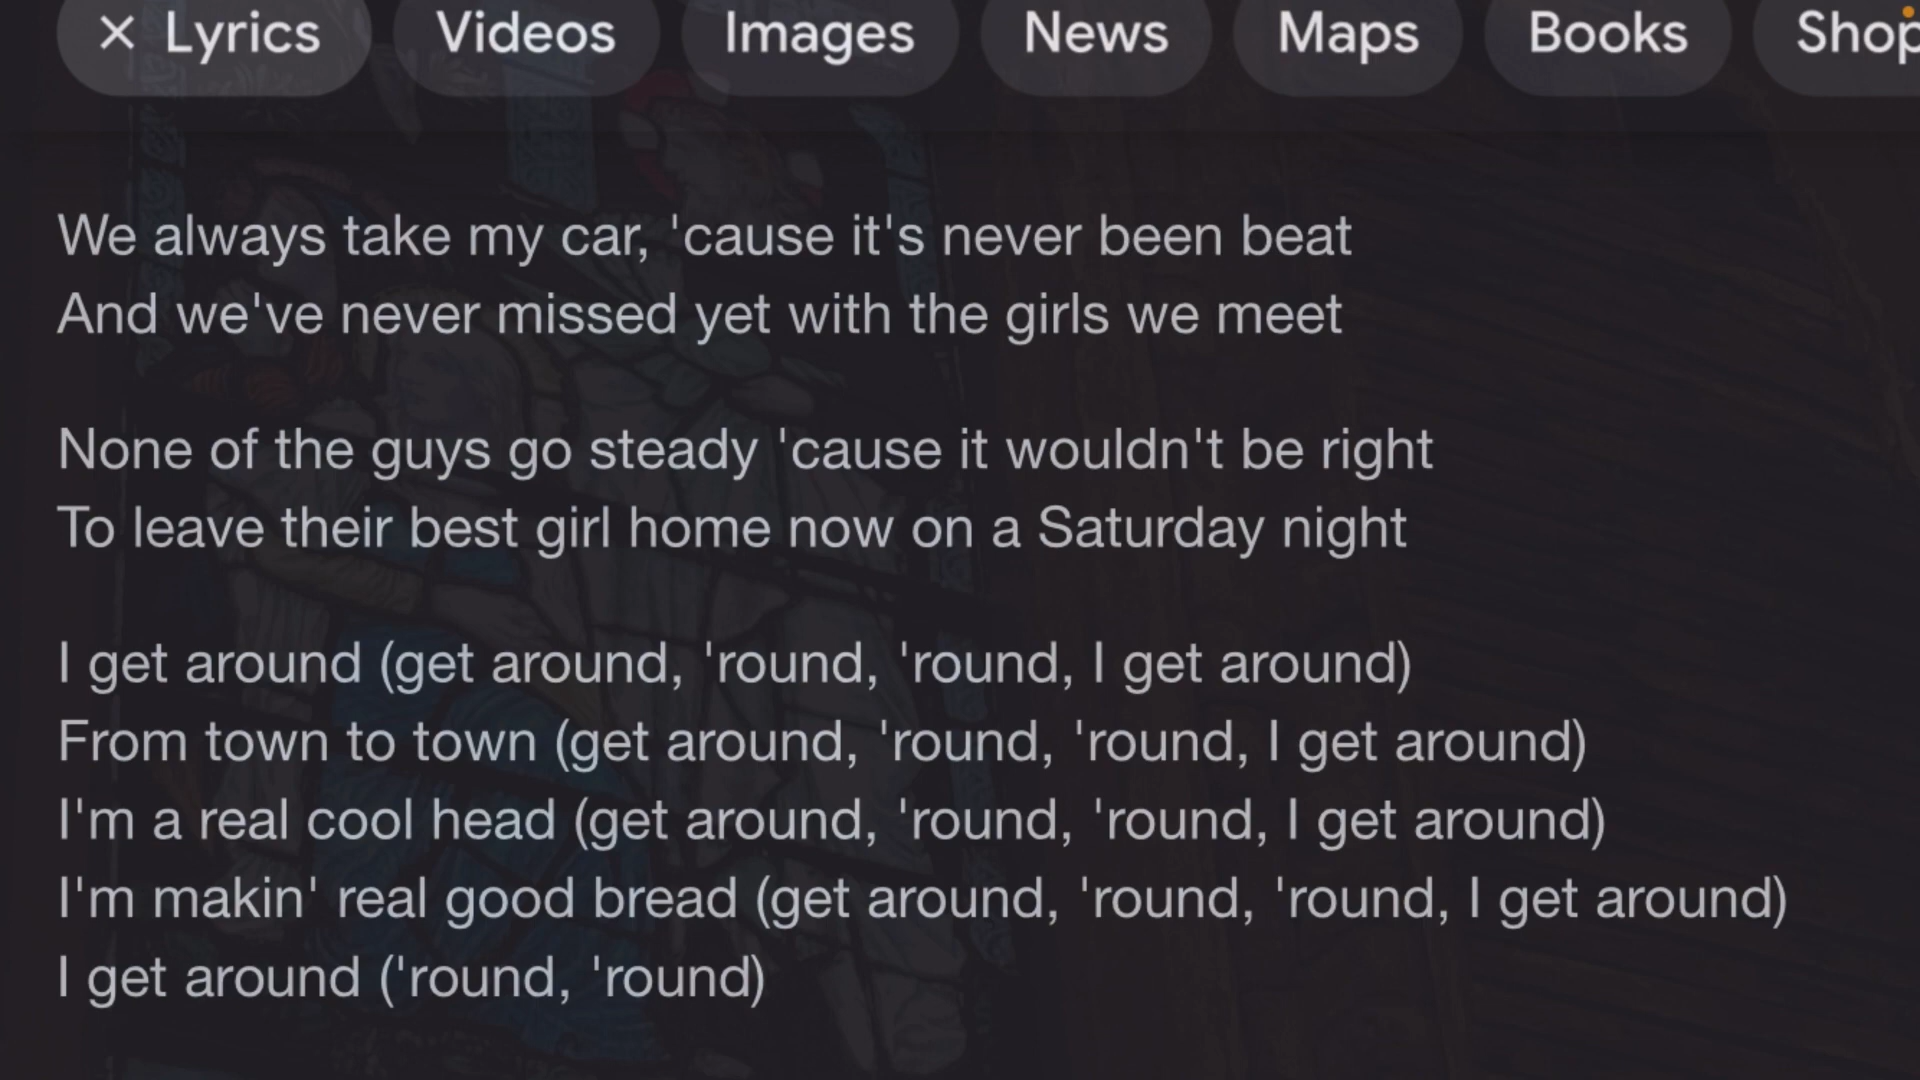 × Lyrics Videos Images News Maps Books Shop
We always take my car, 'cause it's never been beat
And we've never missed yet with the girls we meet
None of the guys go steady 'cause it wouldn't be right
To leave their best girl home now on a Saturday night
I get around (get around, 'round, 'round, I get around)
From town to town (get around, 'round, 'round, I get around)
I'm a real cool head (get around, 'round, 'round, I get around)
I'm makin' real good bread (get around, 'round, 'round, I get around)
I get around ('round, 'round)